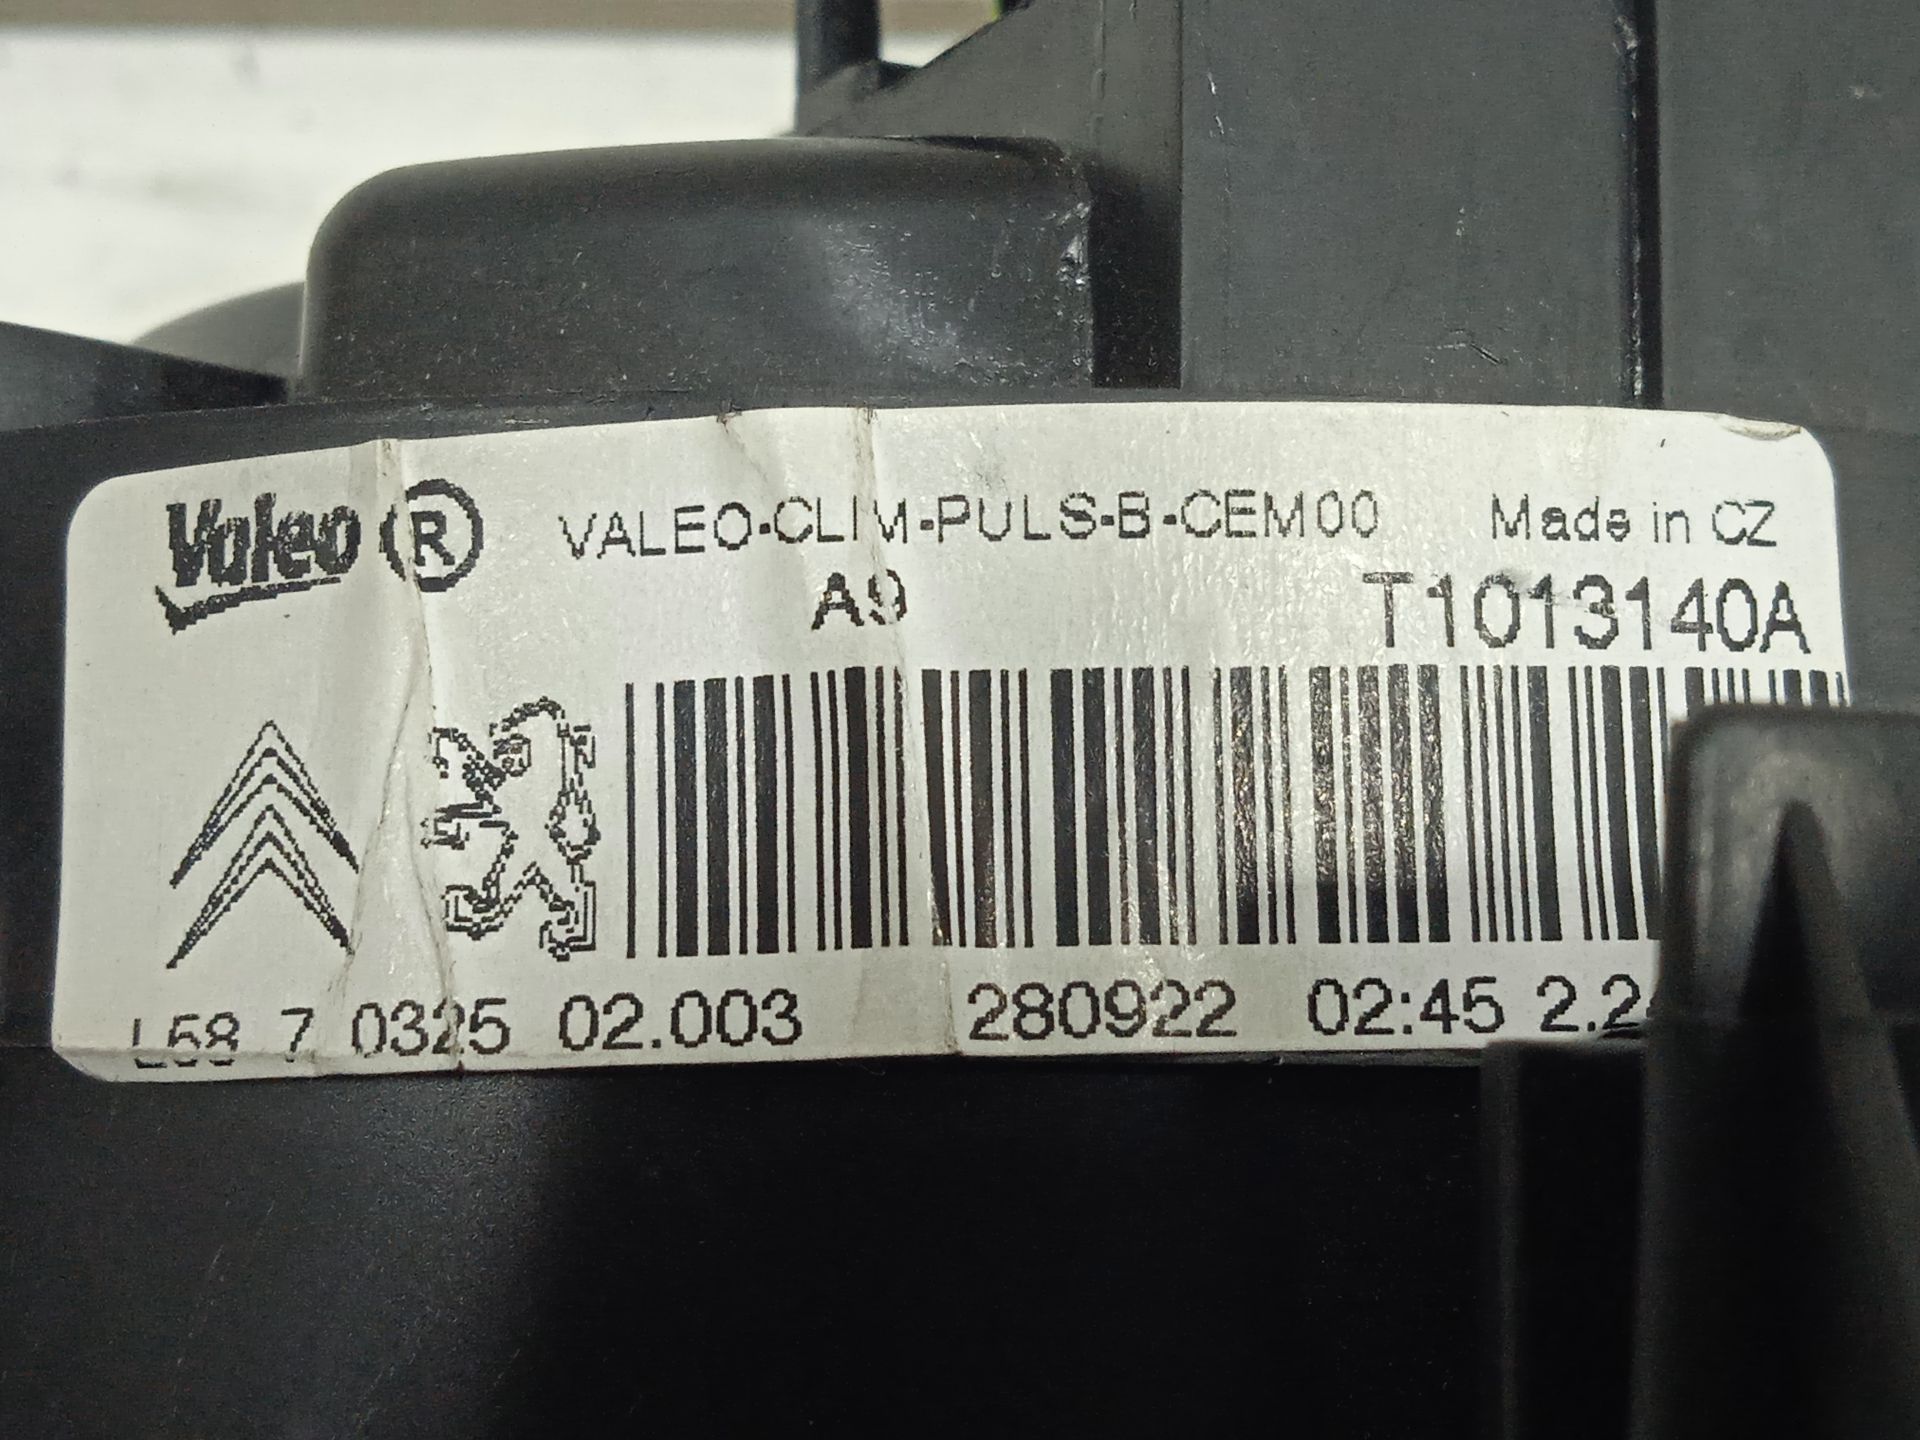 Valeo ® VALEO-CLIM-PULS-B-CEM00 Made in CZ
A9 T1013140A
L58 7 0325 02.003 280922 02:45